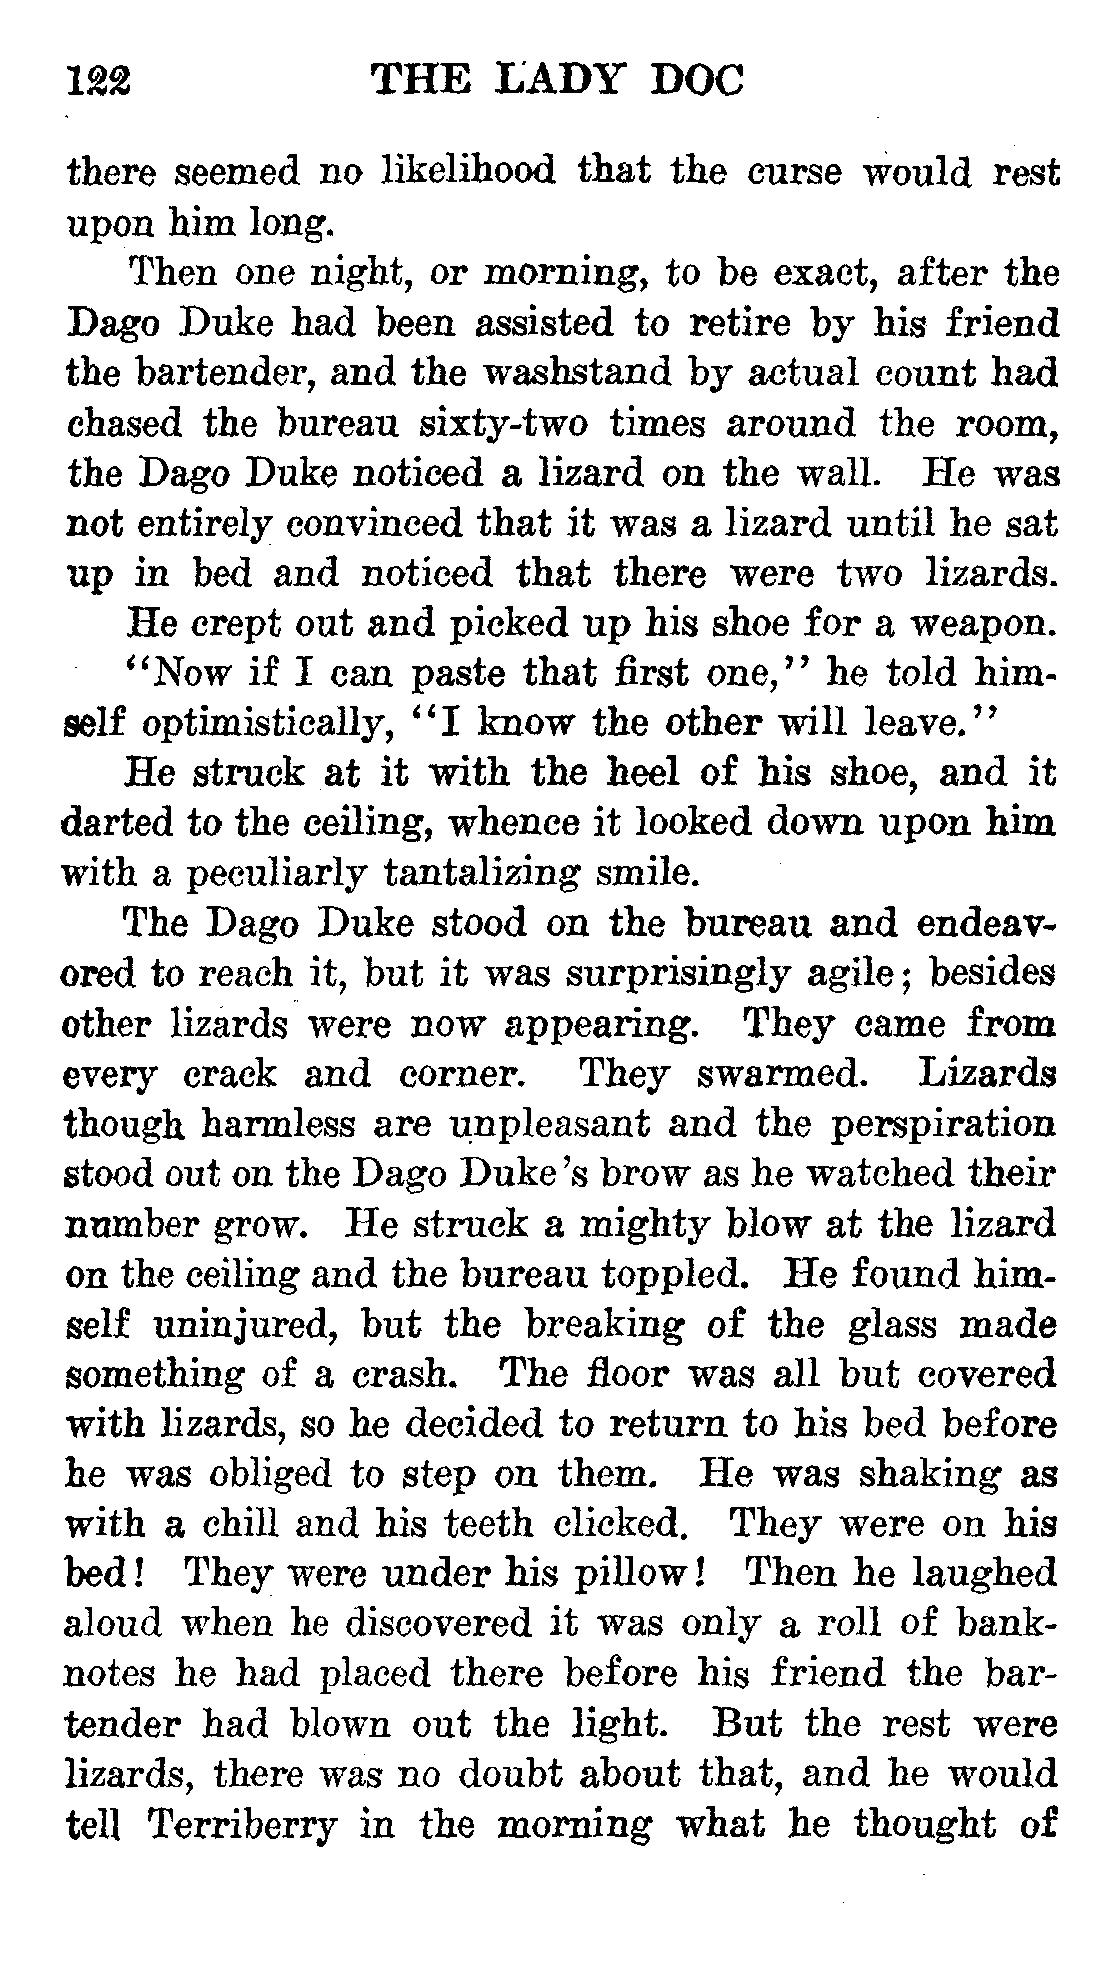 122 THE LADY DOC
there seemed no likelihood that the curse would rest
upon him long.
Then one night, or morning, to be exact, after the
Dago Duke had been assisted to retire by his friend
the bartender, and the washstand by actual count had
chased the bureau sixty-two times around the room,
the Dago Duke noticed a lizard on the wall. He was
not entirely convinced that it was a lizard until he sat
up in bed and noticed that there were two lizards.
He crept out and picked up his shoe for a weapon.
"Now if I can paste that first one," he told him-
self optimistically, "I know the other will leave."
He struck at it with the heel of his shoe, and it
darted to the ceiling, whence it looked down upon him
with a peculiarly tantalizing smile.
The Dago Duke stood on the bureau and endeav-
ored to reach it, but it was surprisingly agile; besides
other lizards were now appearing. They came from
every crack and corner. They swarmed. Lizards
though harmless are unpleasant and the perspiration
stood out on the Dago Duke's brow as he watched their
number grow. He struck a mighty blow at the lizard
on the ceiling and the bureau toppled. He found him-
self uninjured, but the breaking of the glass made
something of a crash. The floor was all but covered
with lizards, so he decided to return to his bed before
he was obliged to step on them. He was shaking as
with a chill and his teeth clicked. They were on his
bed! They were under his pillow! Then he laughed
aloud when he discovered it was only a roll of bank-
notes he had placed there before his friend the bar-
tender had blown out the light. But the rest were
lizards, there was no doubt about that, and he would
tell Terriberry in the morning what he thought of